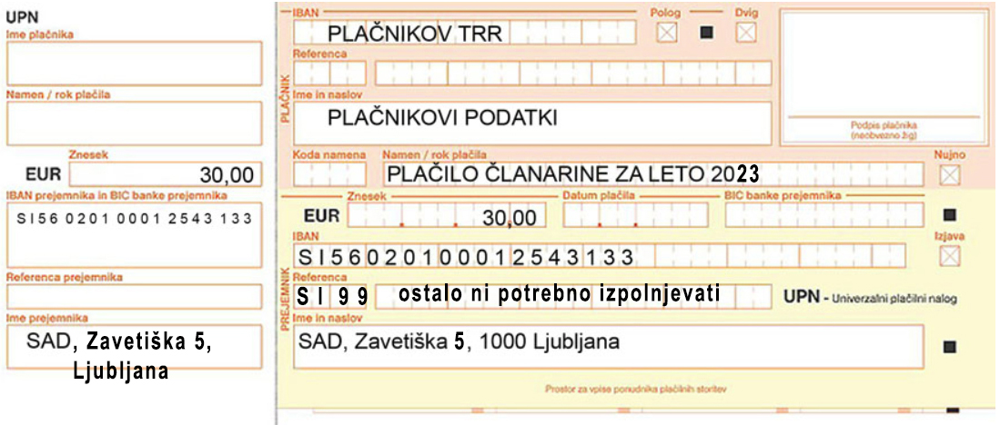 UPN
Ime plačnika
Namen / rok plačila
Znesek
EUR 30,00
IBAN prejemnika in BIC banke prejemnika
SI56 0201 0001 2543 133
Referenca prejemnika
Ime prejemnika
SAD, Zavetiška 5,
Ljubljana
PLAČNIK
IBAN
PLAČNIKOV TRR
Polog
Dvig
Referenca
Ime in naslov
PLAČNIKOVI PODATKI
Podpis plačnika
(neobvezno žig)
Koda namena
Namen / rok plačila
PLAČILO ČLANARINE ZA LETO 2023
Nujno
PREJEMNIK
Znesek
EUR 30,00
Datum plačila
BIC banke prejemnika
IBAN
SI56020100012543133
Izjava
Referenca
SI 99 ostalo ni potrebno izpolnjevati
UPN - Univerzalni plačilni nalog
Ime in naslov
SAD, Zavetiška 5, 1000 Ljubljana
Prostor za vpise ponudnika plačilnih storitev